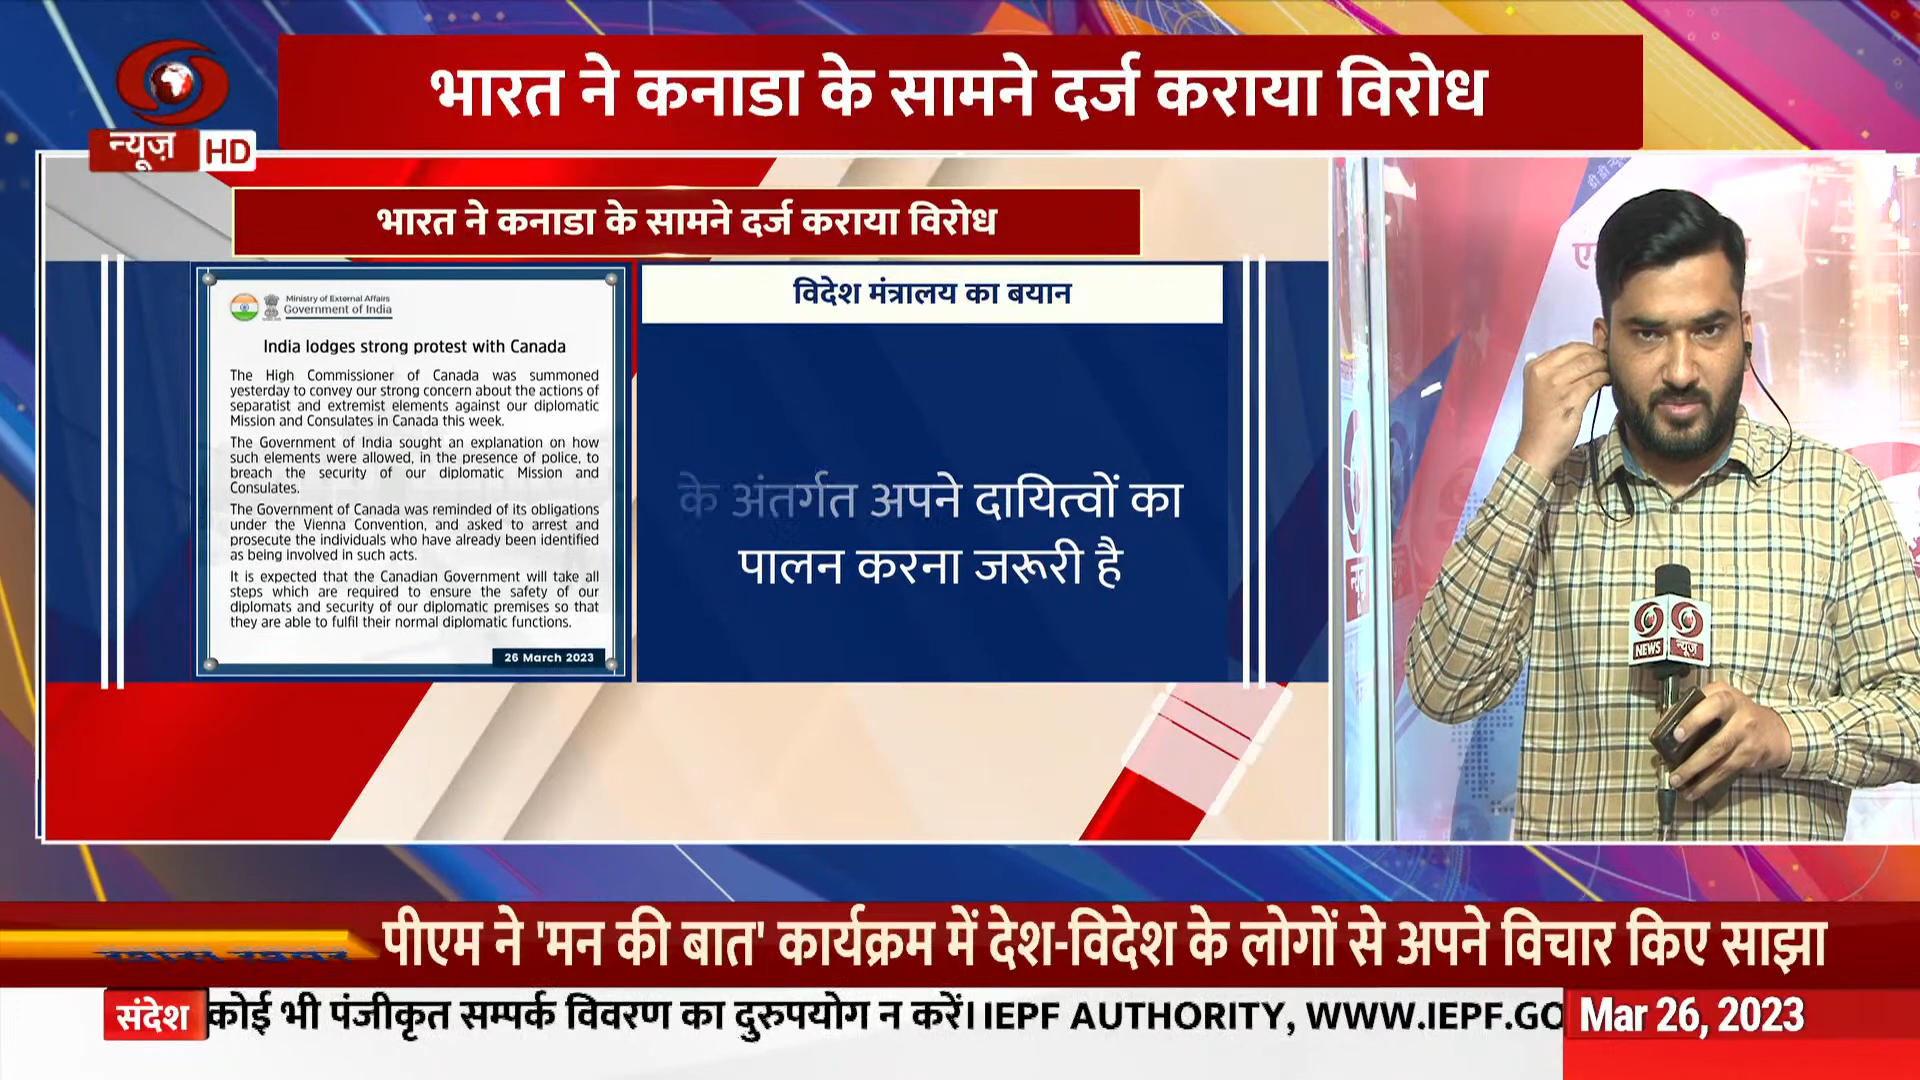 भारत ने कनाडा के सामने दर्ज कराया विरोध
न्यूज़ HD
भारत ने कनाडा के सामने दर्ज कराया विरोध
Ministry of External Affairs
Government of India
India lodges strong protest with Canada
The High Commissioner of Canada was summoned
yesterday to convey our strong concern about the actions of
separatist and extremist elements against our diplomatic
Mission and Consulates in Canada this week.
The Government of India sought an explanation on how
such elements were allowed, in the presence of police, to
breach the security of our diplomatic Mission and
Consulates.
The Government of Canada was reminded of its obligations
under the Vienna Convention, and asked to arrest and
prosecute the individuals who have already been identified
as being involved in such acts.
It is expected that the Canadian Government will take all
steps which are required to ensure the safety of our
diplomats and security of our diplomatic premises so that
they are able to fulfil their normal diplomatic functions.
26 March 2023
विदेश मंत्रालय का बयान
के अंतर्गत अपने दायित्वों का
पालन करना जरूरी है
डी डी न्यूज़
न्यूज़
NEWS
न्यूज़
पीएम ने 'मन की बात' कार्यक्रम में देश-विदेश के लोगों से अपने विचार किए साझा
संदेश कोई भी पंजीकृत सम्पर्क विवरण का दुरुपयोग न करें। IEPF AUTHORITY, WWW.IEPF.GO
Mar 26, 2023